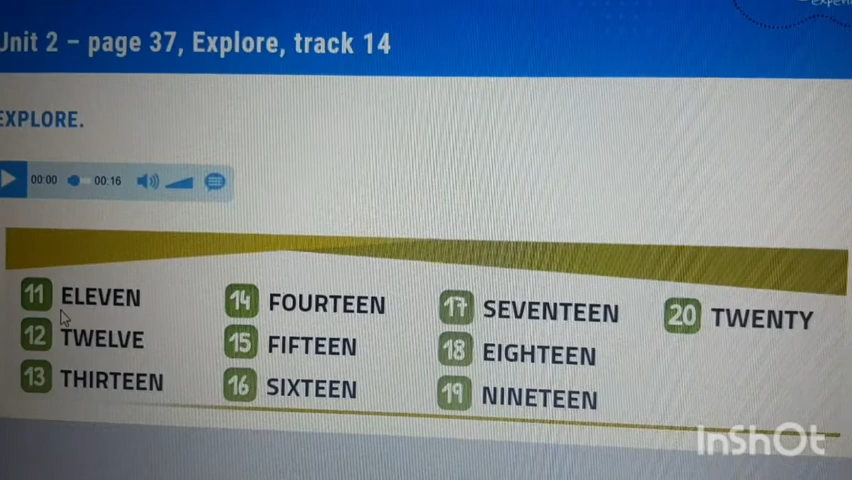 Unit 2 – page 37, Explore, track 14
EXPLORE.
00:00 00:16
11 ELEVEN
12 TWELVE
13 THIRTEEN
14 FOURTEEN
15 FIFTEEN
16 SIXTEEN
17 SEVENTEEN
18 EIGHTEEN
19 NINETEEN
20 TWENTY
InShOt